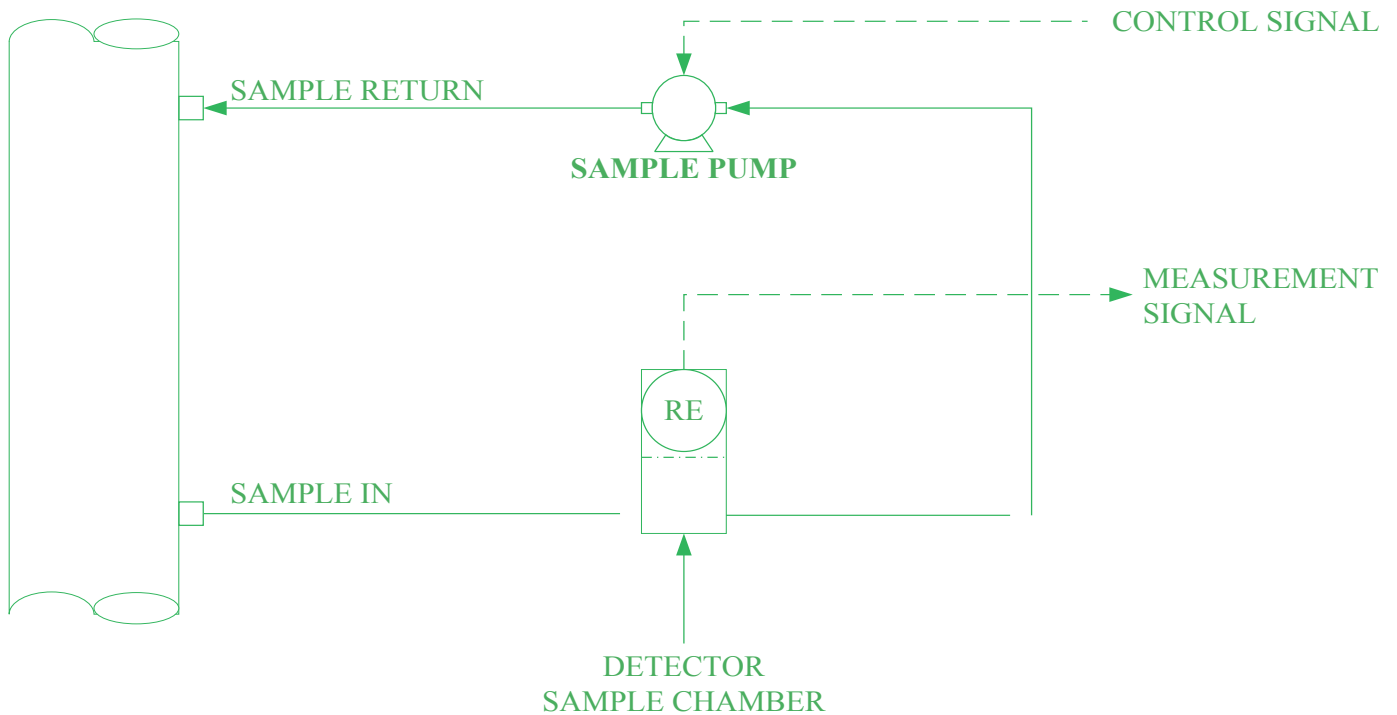 CONTROL SIGNAL
SAMPLE RETURN
SAMPLE PUMP
MEASUREMENT
SIGNAL
RE
SAMPLE IN
DETECTOR
SAMPLE CHAMBER